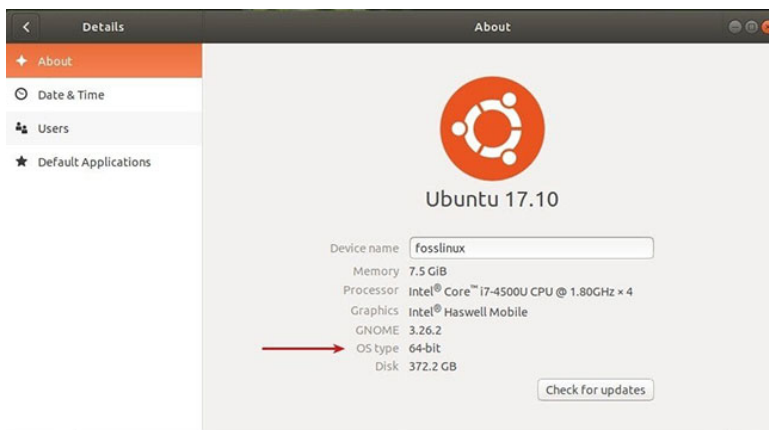 Details
About
About
Date & Time
Users
Default Applications
Ubuntu 17.10
Device name fosslinux
Memory 7.5 GiB
Processor Intel® Core™ i7-4500U CPU @ 1.80GHz × 4
Graphics Intel® Haswell Mobile
GNOME 3.26.2
OS type 64-bit
Disk 372.2 GB
Check for updates